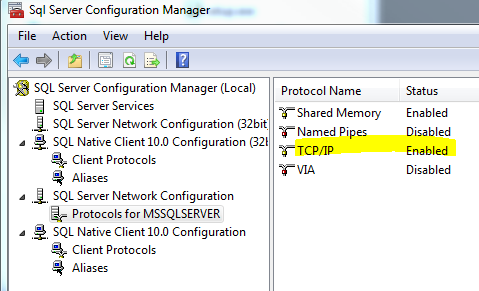 Sql Server Configuration Manager
File Action View Help
SQL Server Configuration Manager (Local)
SQL Server Services
SQL Server Network Configuration (32bit
SQL Native Client 10.0 Configuration (32b
Client Protocols
Aliases
SQL Server Network Configuration
Protocols for MSSQLSERVER
SQL Native Client 10.0 Configuration
Client Protocols
Aliases
Protocol Name Status
Shared Memory Enabled
Named Pipes Disabled
TCP/IP Enabled
VIA Disabled